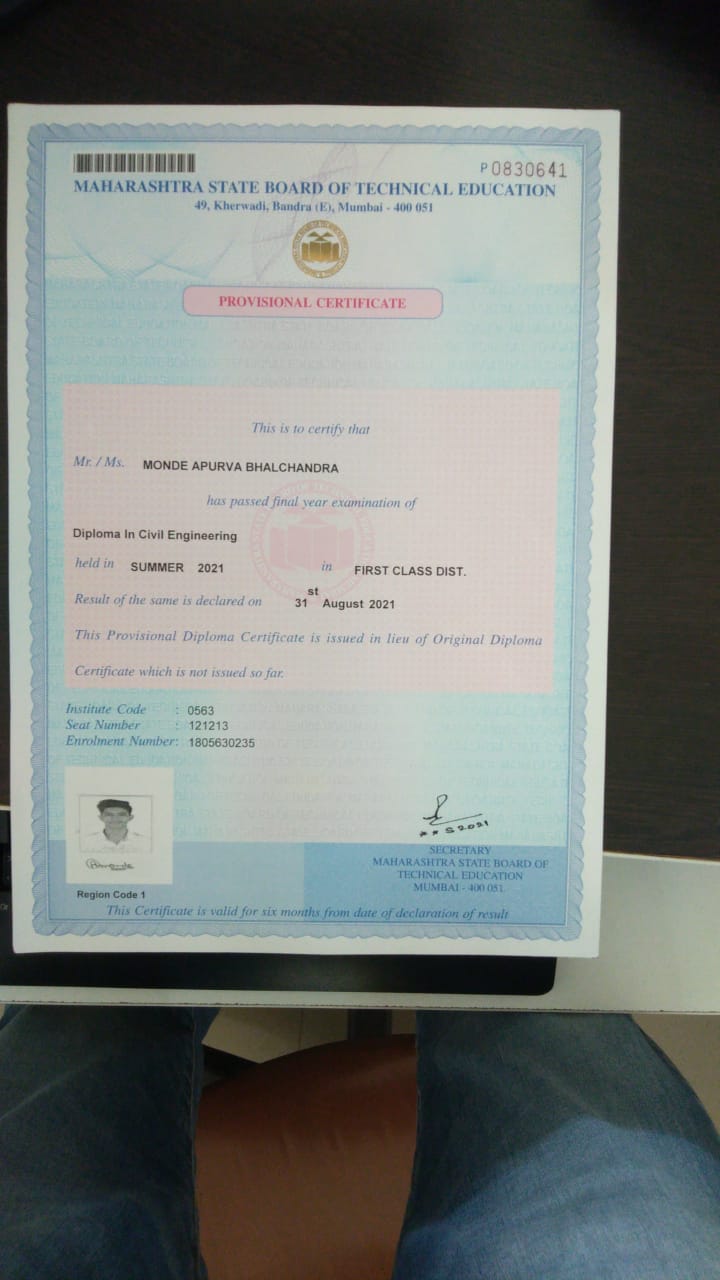 P0830641
MAHARASHTRA STATE BOARD OF TECHNICAL EDUCATION
49, Kherwadi, Bandra (E), Mumbai - 400 051
PROVISIONAL CERTIFICATE
This is to certify that
Mr. / Ms. MONDE APURVA BHALCHANDRA
has passed final year examination of
Diploma In Civil Engineering
held in SUMMER 2021 in FIRST CLASS DIST.
Result of the same is declared on 31st August 2021
This Provisional Diploma Certificate is issued in lieu of Original Diploma
Certificate which is not issued so far.
Institute Code : 0563
Seat Number : 121213
Enrolment Number: 1805630235
**S2021
SECRETARY
MAHARASHTRA STATE BOARD OF
TECHNICAL EDUCATION
MUMBAI - 400 051.
Region Code 1
This Certificate is valid for six months from date of declaration of result